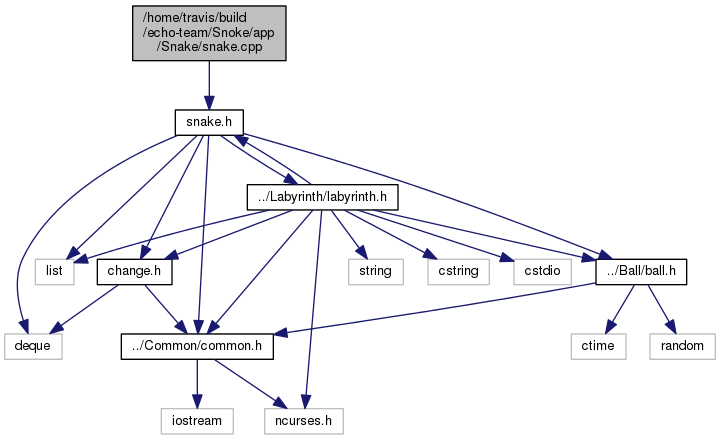 /home/travis/build
/echo-team/Snoke/app
/Snake/snake.cpp
snake.h
../Labyrinth/labyrinth.h
list
change.h
string
cstring
cstdio
../Ball/ball.h
deque
../Common/common.h
ctime
random
iostream
ncurses.h